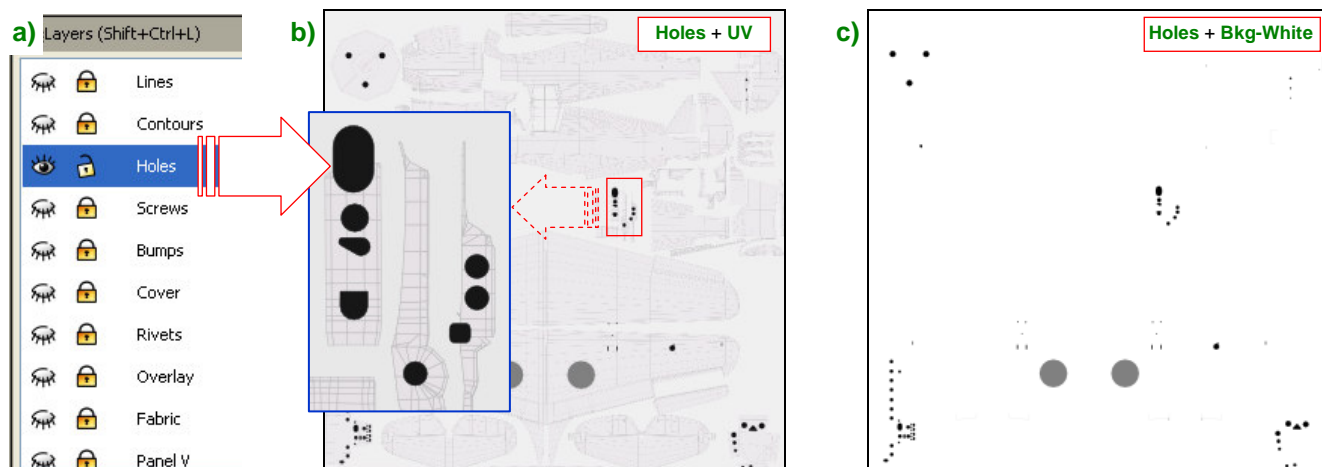 a)
Layers (Shift+Ctrl+L)
Lines
Contours
Holes
Screws
Bumps
Cover
Rivets
Overlay
Fabric
Panel V
b)
Holes + UV
c)
Holes + Bkg-White